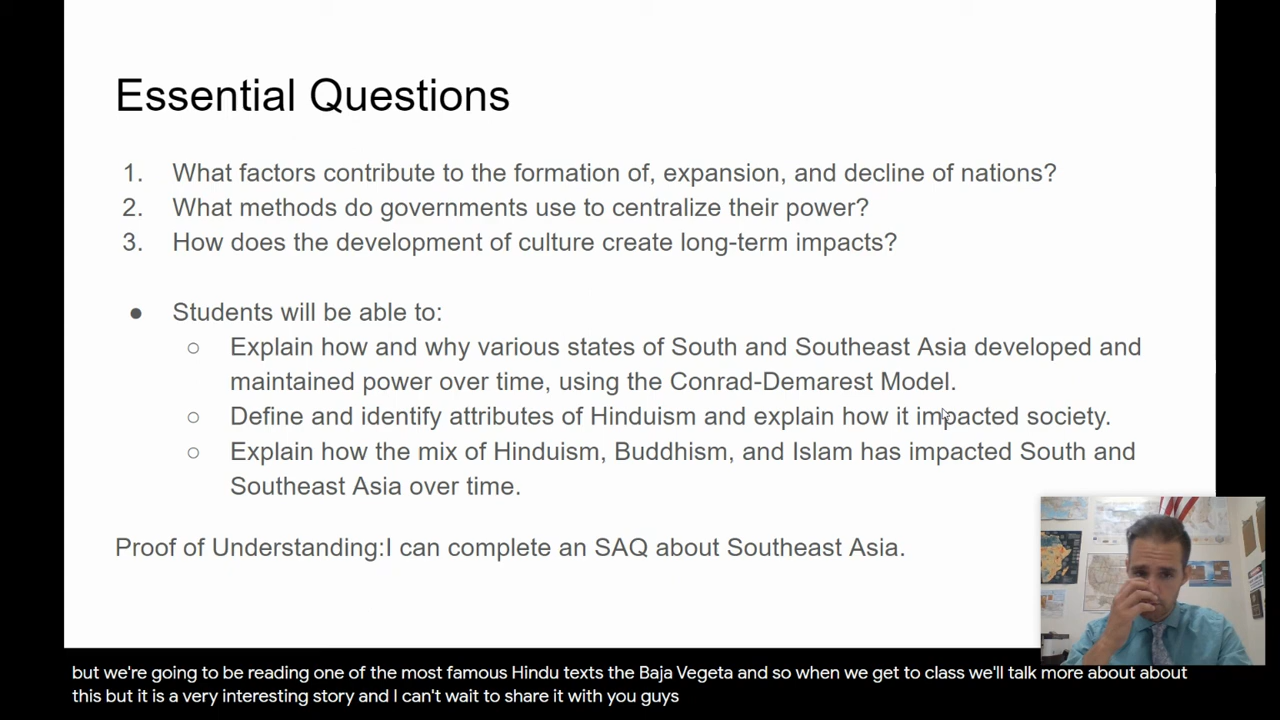 Essential Questions
1. What factors contribute to the formation of, expansion, and decline of nations?
2. What methods do governments use to centralize their power?
3. How does the development of culture create long-term impacts?
● Students will be able to:
○ Explain how and why various states of South and Southeast Asia developed and
maintained power over time, using the Conrad-Demarest Model.
○ Define and identify attributes of Hinduism and explain how it impacted society.
○ Explain how the mix of Hinduism, Buddhism, and Islam has impacted South and
Southeast Asia over time.
Proof of Understanding:I can complete an SAQ about Southeast Asia.
but we're going to be reading one of the most famous Hindu texts the Baja Vegeta and so when we get to class we'll talk more about about
this but it is a very interesting story and I can't wait to share it with you guys